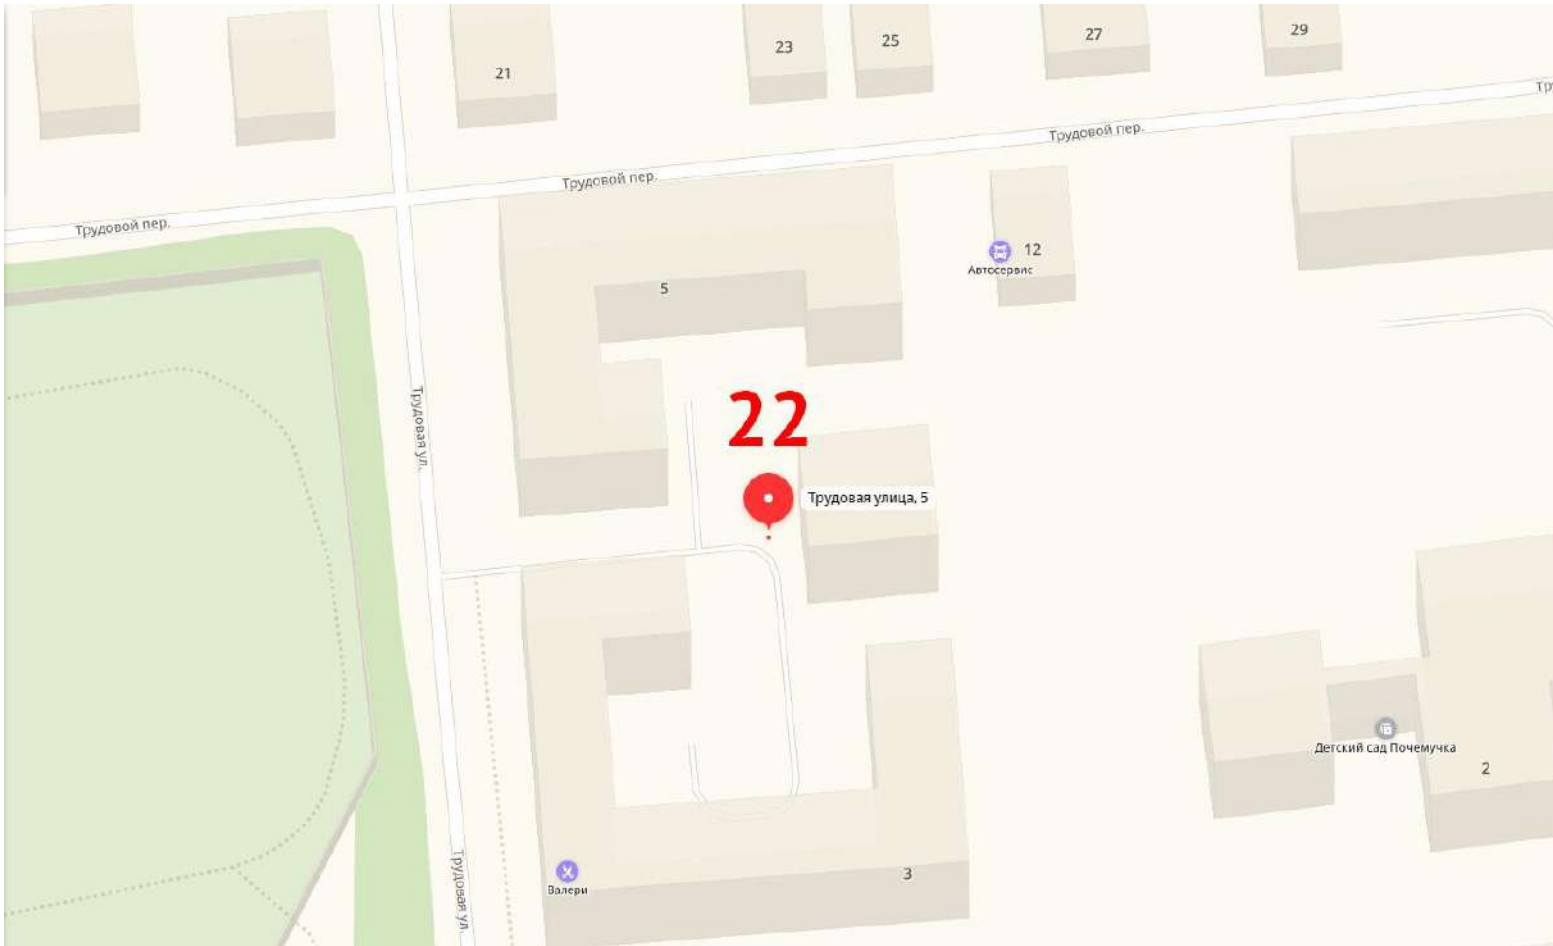 23
25
27
29
21
Тр
Трудовой пер.
Трудовой пер.
Трудовой пер.
12
Автосервис
5
22
Трудовая ул.
Трудовая улица, 5
Детский сад Почемучка
2
Трудовая ул.
Валери
3